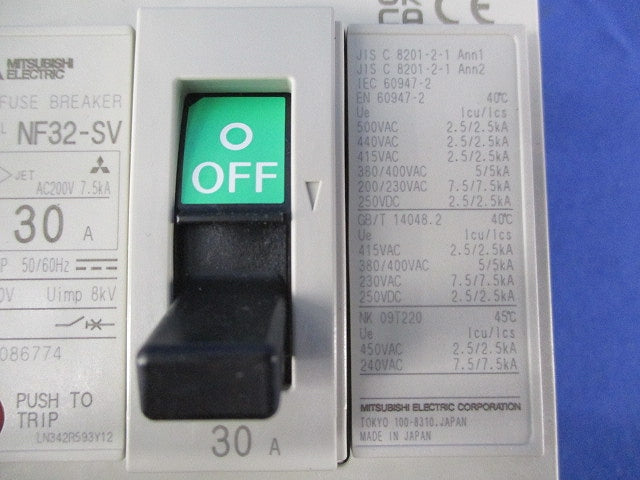 MITSUBISHI
ELECTRIC
FUSE BREAKER
NF32-SV
JET
AC200V 7.5kA
30 A
50/60Hz
Uimp 8kV
086774
PUSH TO
TRIP
LN342R593Y12
O
OFF
30 A
CE
JIS C 8201-2-1 Ann1
JIS C 8201-2-1 Ann2
IEC 60947-2
EN 60947-2 40℃
Ue Icu/Ics
500VAC 2.5/2.5kA
440VAC 2.5/2.5kA
415VAC 2.5/2.5kA
380/400VAC 5/5kA
200/230VAC 7.5/7.5kA
250VDC 2.5/2.5kA
GB/T 14048.2 40℃
Ue Icu/Ics
415VAC 2.5/2.5kA
380/400VAC 5/5kA
230VAC 7.5/7.5kA
250VDC 2.5/2.5kA
NK 09T220 45℃
Ue Icu/Ics
450VAC 2.5/2.5kA
240VAC 7.5/7.5kA
MITSUBISHI ELECTRIC CORPORATION
TOKYO 100-8310,JAPAN
MADE IN JAPAN